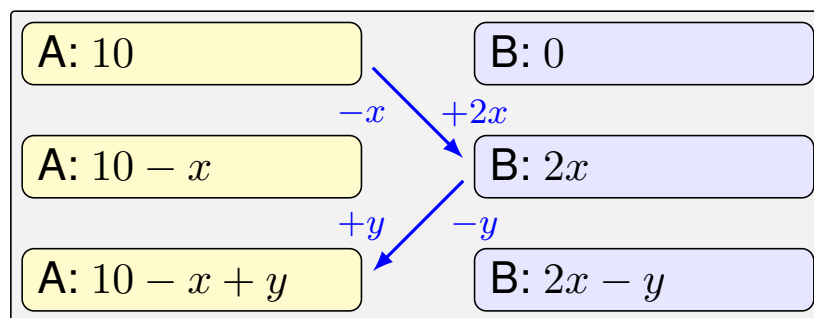 A: 10 B: 0
−x +2x
A: 10 − x B: 2x
+y −y
A: 10 − x + y B: 2x − y